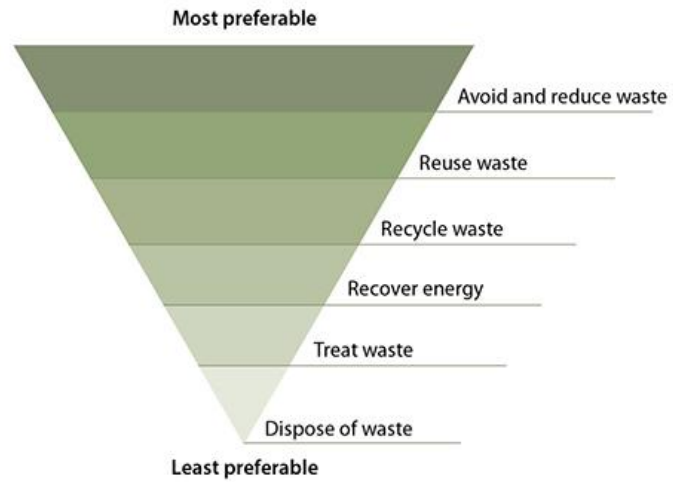 Most preferable
Avoid and reduce waste
Reuse waste
Recycle waste
Recover energy
Treat waste
Dispose of waste
Least preferable